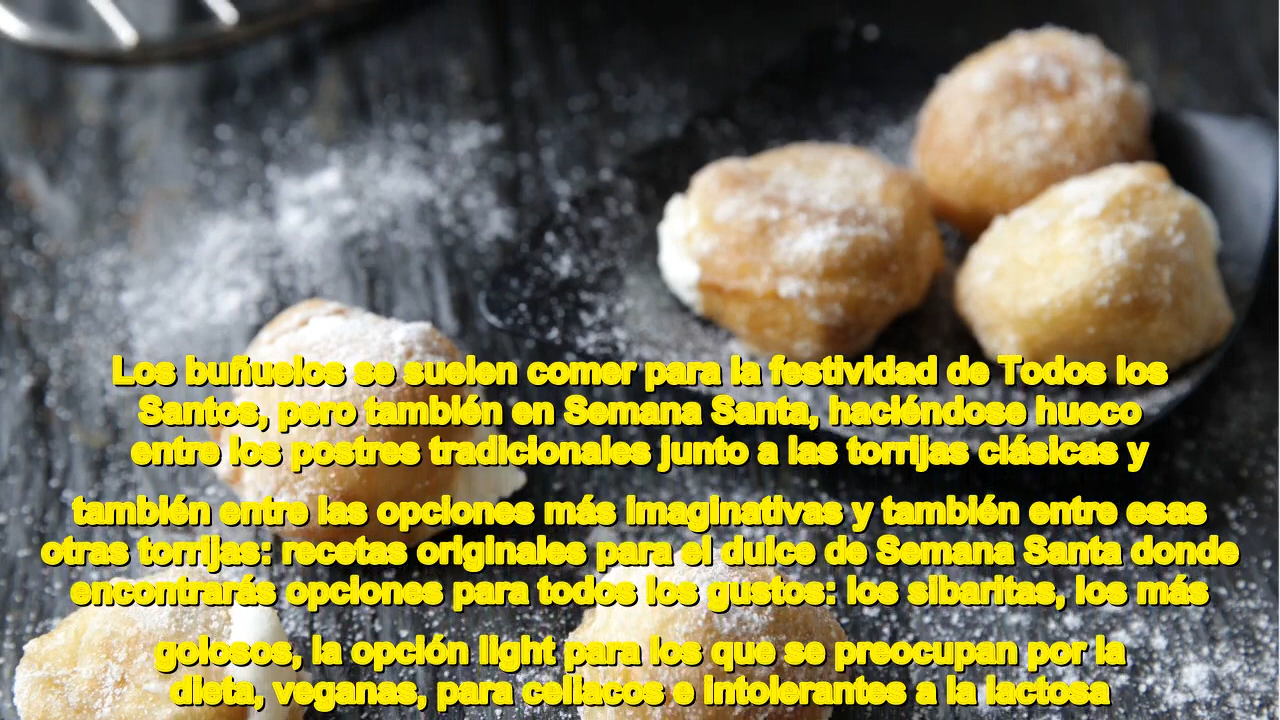 Los buñuelos se suelen comer para la festividad de Todos los
Santos, pero también en Semana Santa, haciéndose hueco
entre los postres tradicionales junto a las torrijas clásicas y
también entre las opciones más imaginativas y también entre esas
otras torrijas: recetas originales para el dulce de Semana Santa donde
encontrarás opciones para todos los gustos: los sibaritas, los más
golosos, la opción light para los que se preocupan por la
dieta, veganas, para celíacos e intolerantes a la lactosa